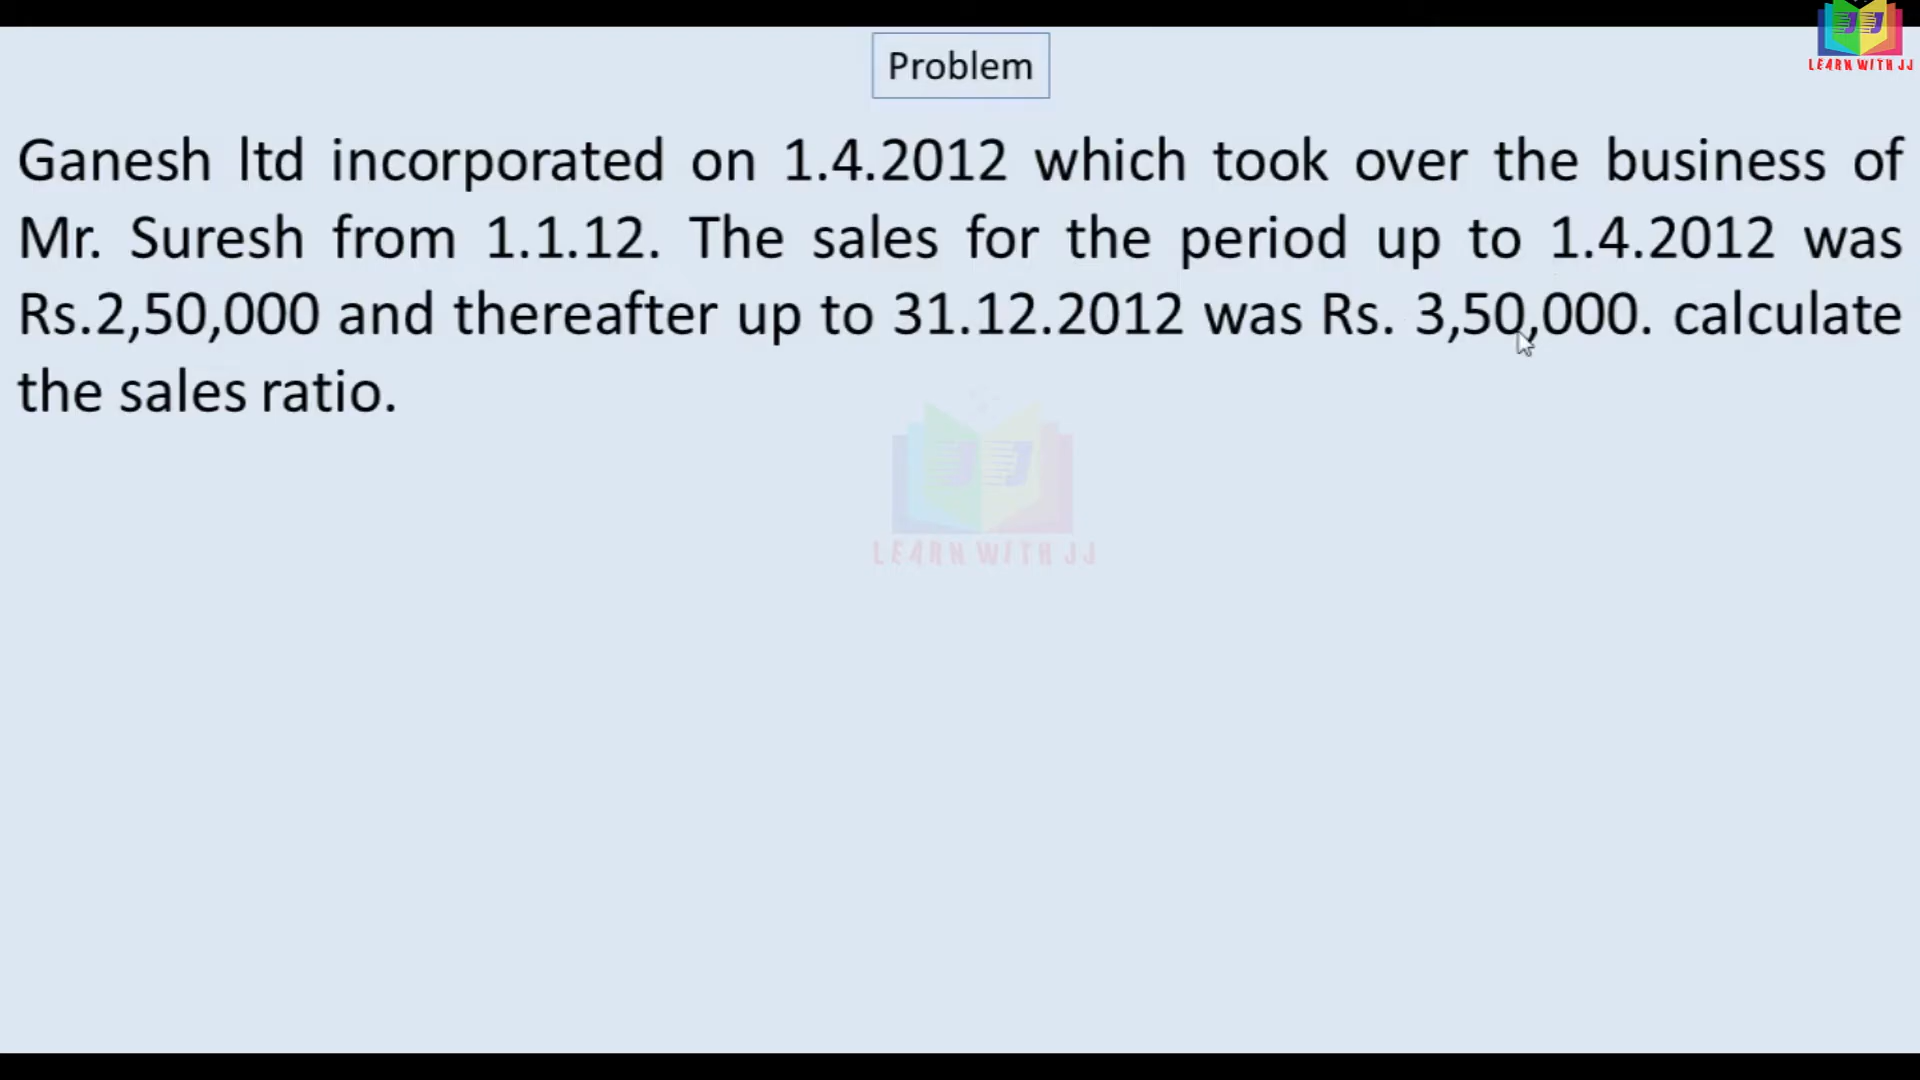 Problem
LEARN WITH JJ
Ganesh ltd incorporated on 1.4.2012 which took over the business of
Mr. Suresh from 1.1.12. The sales for the period up to 1.4.2012 was
Rs.2,50,000 and thereafter up to 31.12.2012 was Rs. 3,50,000. calculate
the sales ratio.
JJ
LEARN WITH JJ